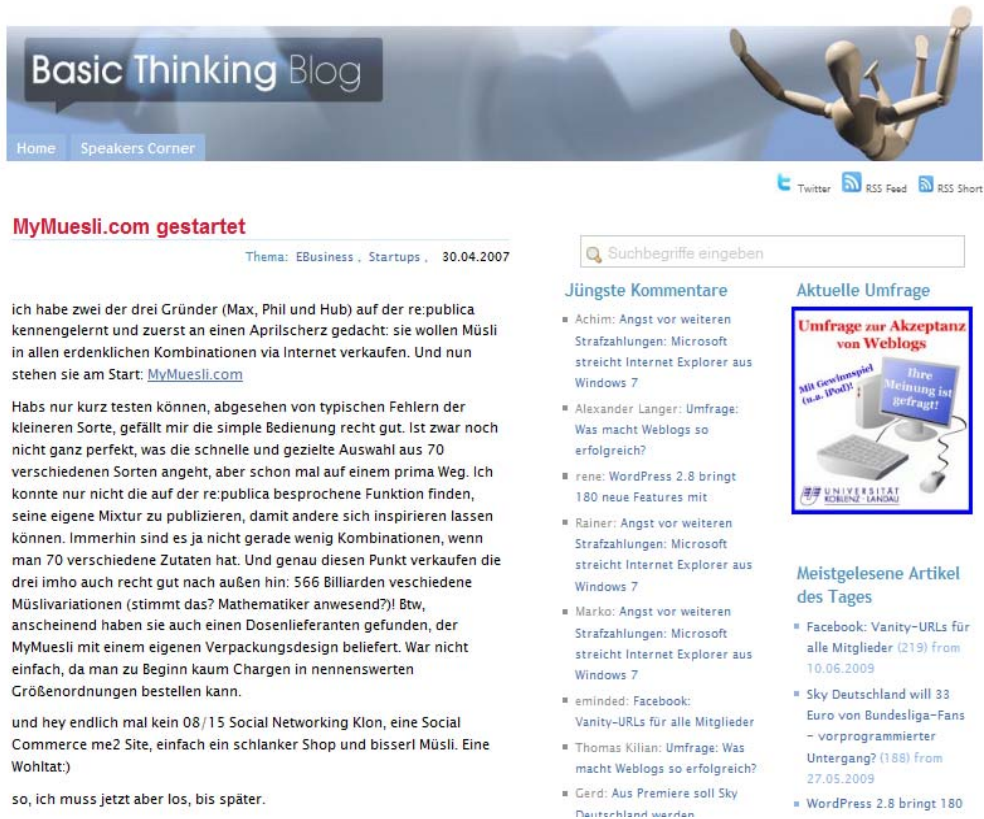 Basic Thinking Blog
Home Speakers Corner
Twitter RSS Feed RSS Short
MyMuesli.com gestartet
Thema: EBusiness , Startups , 30.04.2007
ich habe zwei der drei Gründer (Max, Phil und Hub) auf der re:publica
kennengelernt und zuerst an einen Aprilscherz gedacht: sie wollen Müsli
in allen erdenklichen Kombinationen via Internet verkaufen. Und nun
stehen sie am Start: MyMuesli.com
Habs nur kurz testen können, abgesehen von typischen Fehlern der
kleineren Sorte, gefällt mir die simple Bedienung recht gut. Ist zwar noch
nicht ganz perfekt, was die schnelle und gezielte Auswahl aus 70
verschiedenen Sorten angeht, aber schon mal auf einem prima Weg. Ich
konnte nur nicht die auf der re:publica besprochene Funktion finden,
seine eigene Mixtur zu publizieren, damit andere sich inspirieren lassen
können. Immerhin sind es ja nicht gerade wenig Kombinationen, wenn
man 70 verschiedene Zutaten hat. Und genau diesen Punkt verkaufen die
drei imho auch recht gut nach außen hin: 566 Billiarden veschiedene
Müslivariationen (stimmt das? Mathematiker anwesend?)! Btw,
anscheinend haben sie auch einen Dosenlieferanten gefunden, der
MyMuesli mit einem eigenen Verpackungsdesign beliefert. War nicht
einfach, da man zu Beginn kaum Chargen in nennenswerten
Größenordnungen bestellen kann.
und hey endlich mal kein 08/15 Social Networking Klon, eine Social
Commerce me2 Site, einfach ein schlanker Shop und bisserl Müsli. Eine
Wohltat:)
so, ich muss jetzt aber los, bis später.
Suchbegriffe eingeben
Jüngste Kommentare
Achim: Angst vor weiteren
Strafzahlungen: Microsoft
streicht Internet Explorer aus
Windows 7
Alexander Langer: Umfrage:
Was macht Weblogs so
erfolgreich?
rene: WordPress 2.8 bringt
180 neue Features mit
Rainer: Angst vor weiteren
Strafzahlungen: Microsoft
streicht Internet Explorer aus
Windows 7
Marko: Angst vor weiteren
Strafzahlungen: Microsoft
streicht Internet Explorer aus
Windows 7
eminded: Facebook:
Vanity-URLs für alle Mitglieder
Thomas Kilian: Umfrage: Was
macht Weblogs so erfolgreich?
Gerd: Aus Premiere soll Sky
Deutschland werden
Aktuelle Umfrage
Umfrage zur Akzeptanz
von Weblogs
Mit Gewinnspiel
(u.a. iPod)!
Ihre
Meinung ist
gefragt!
UNIVERSITÄT
KOBLENZ · LANDAU
Meistgelesene Artikel
des Tages
Facebook: Vanity-URLs für
alle Mitglieder (219) from
10.06.2009
Sky Deutschland will 33
Euro von Bundesliga-Fans
- vorprogrammierter
Untergang? (188) from
27.05.2009
WordPress 2.8 bringt 180